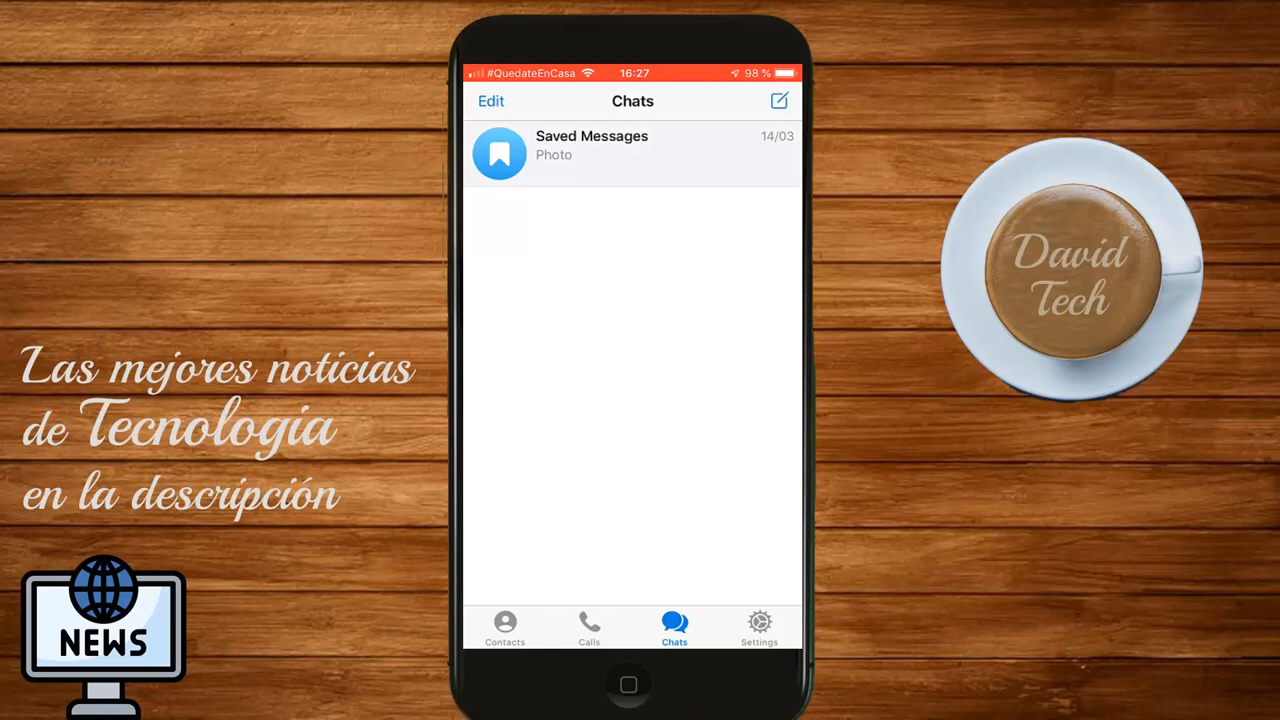 #QuedateEnCasa 16:27 98 %
Edit Chats
Saved Messages 14/03
Photo
David
Tech
Las mejores noticias
de Tecnología
en la descripción
NEWS
Contacts Calls Chats Settings